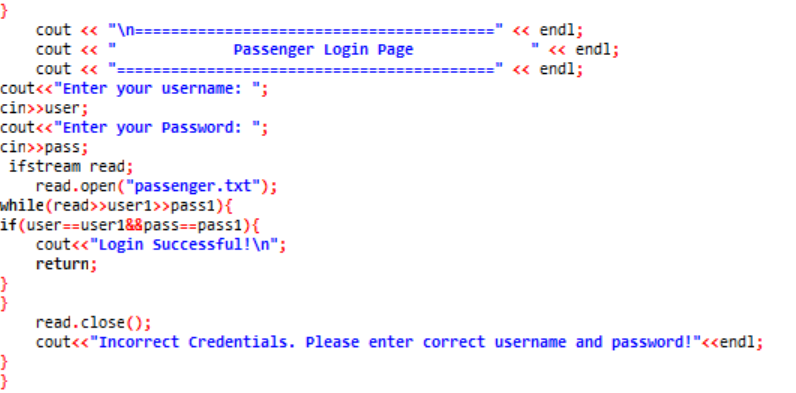 }
    cout << "\n========================================" << endl;
    cout << "             Passenger Login Page             " << endl;
    cout << "==========================================" << endl;
cout<<"Enter your username: ";
cin>>user;
cout<<"Enter your Password: ";
cin>>pass;
 ifstream read;
    read.open("passenger.txt");
while(read>>user1>>pass1){
if(user==user1&&pass==pass1){
    cout<<"Login Successful!\n";
    return;
}
}
    read.close();
    cout<<"Incorrect Credentials. Please enter correct username and password!"<<endl;
}
}